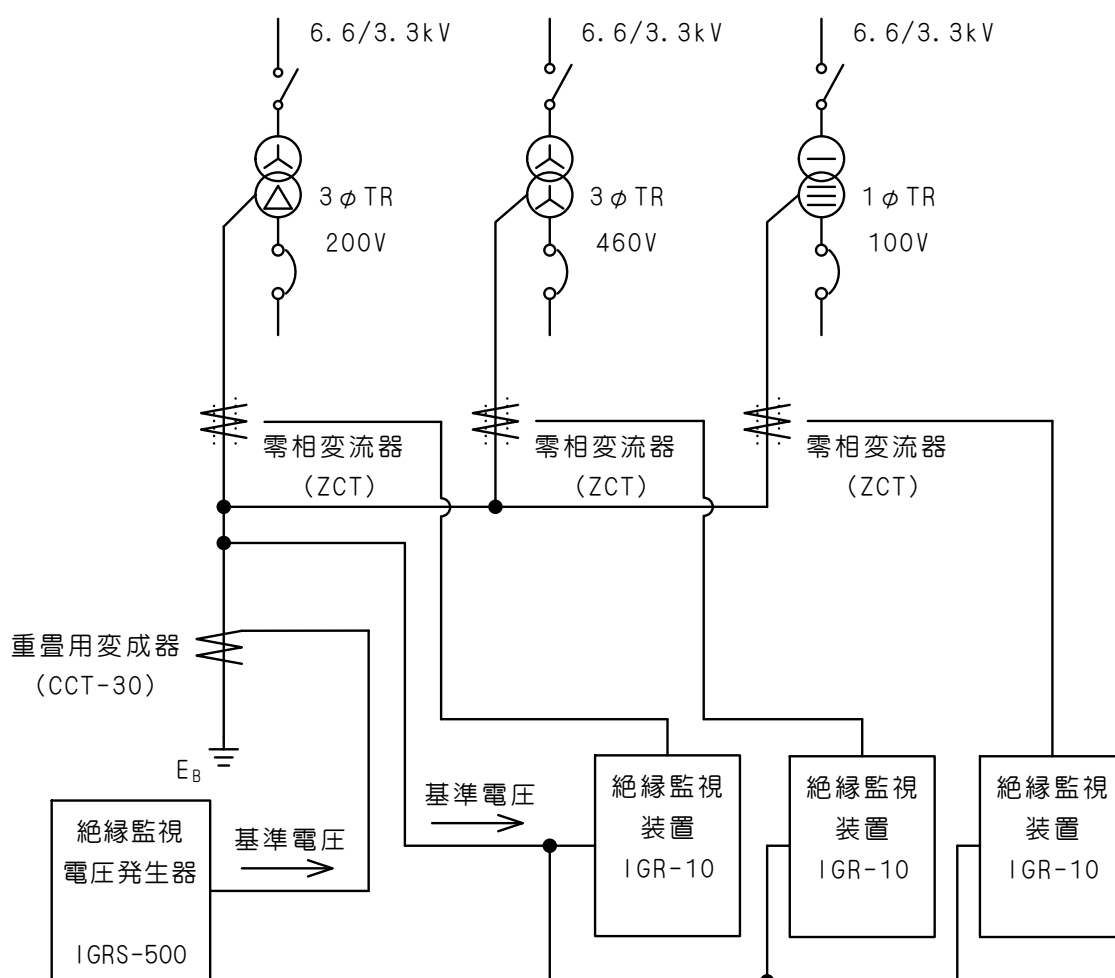 6.6/3.3kV
6.6/3.3kV
6.6/3.3kV
3φTR
200V
3φTR
460V
1φTR
100V
零相変流器
(ZCT)
零相変流器
(ZCT)
零相変流器
(ZCT)
重畳用変成器
(CCT-30)
EB
基準電圧
絶縁監視
装置
IGR-10
絶縁監視
装置
IGR-10
絶縁監視
装置
IGR-10
絶縁監視
電圧発生器
IGRS-500
基準電圧